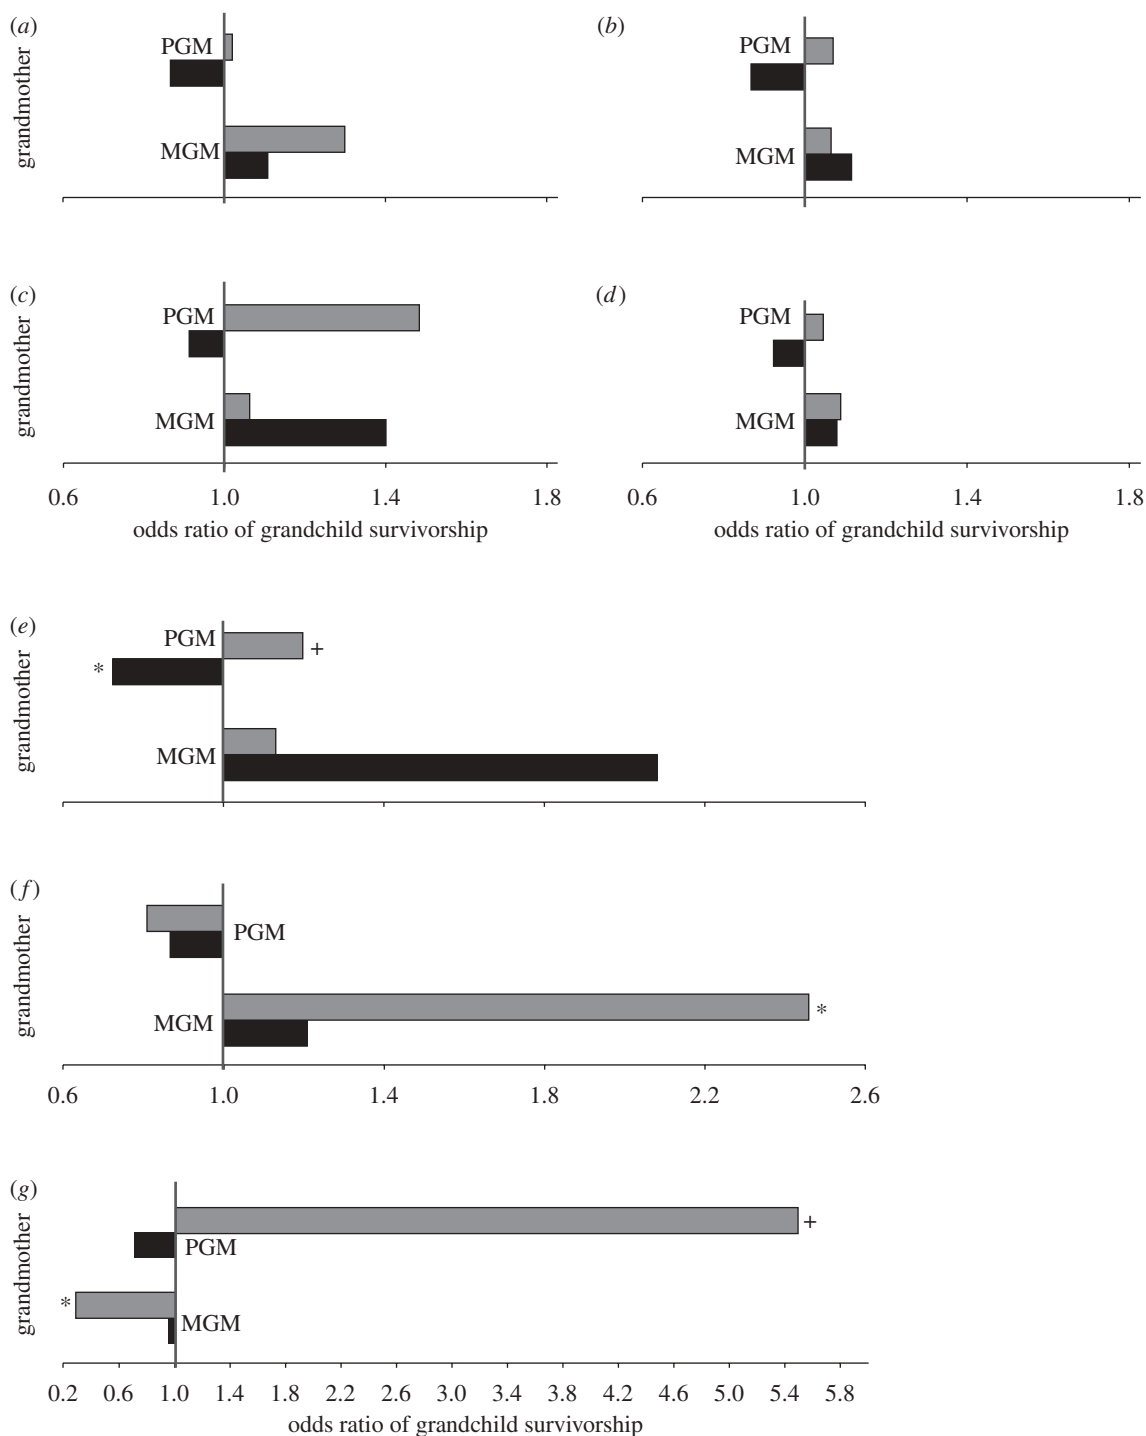 (a)
(b)
grandmother
PGM
MGM
PGM
MGM
(c)
(d)
grandmother
PGM
MGM
PGM
MGM
0.6 1.0 1.4 1.8
0.6 1.0 1.4 1.8
odds ratio of grandchild survivorship
odds ratio of grandchild survivorship
(e)
grandmother
PGM
+
*
MGM
(f)
grandmother
PGM
MGM
*
0.6 1.0 1.4 1.8 2.2 2.6
(g)
grandmother
+
PGM
*
MGM
0.2 0.6 1.0 1.4 1.8 2.2 2.6 3.0 3.4 3.8 4.2 4.6 5.0 5.4 5.8
odds ratio of grandchild survivorship